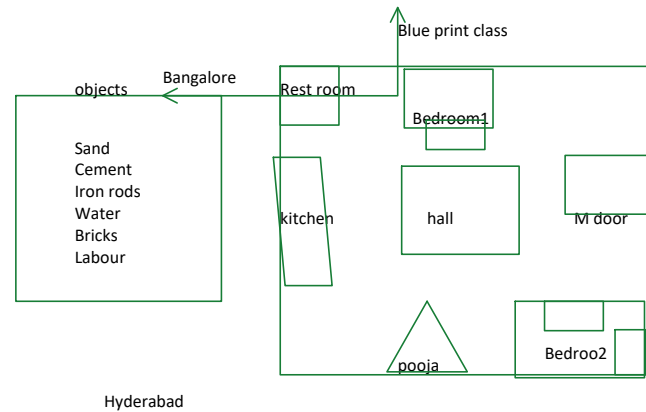 Blue print class
Bangalore
objects
Rest room
Bedroom1
Sand
Cement
Iron rods
Water
Bricks
Labour
kitchen
hall
M door
Bedroo2
pooja
Hyderabad